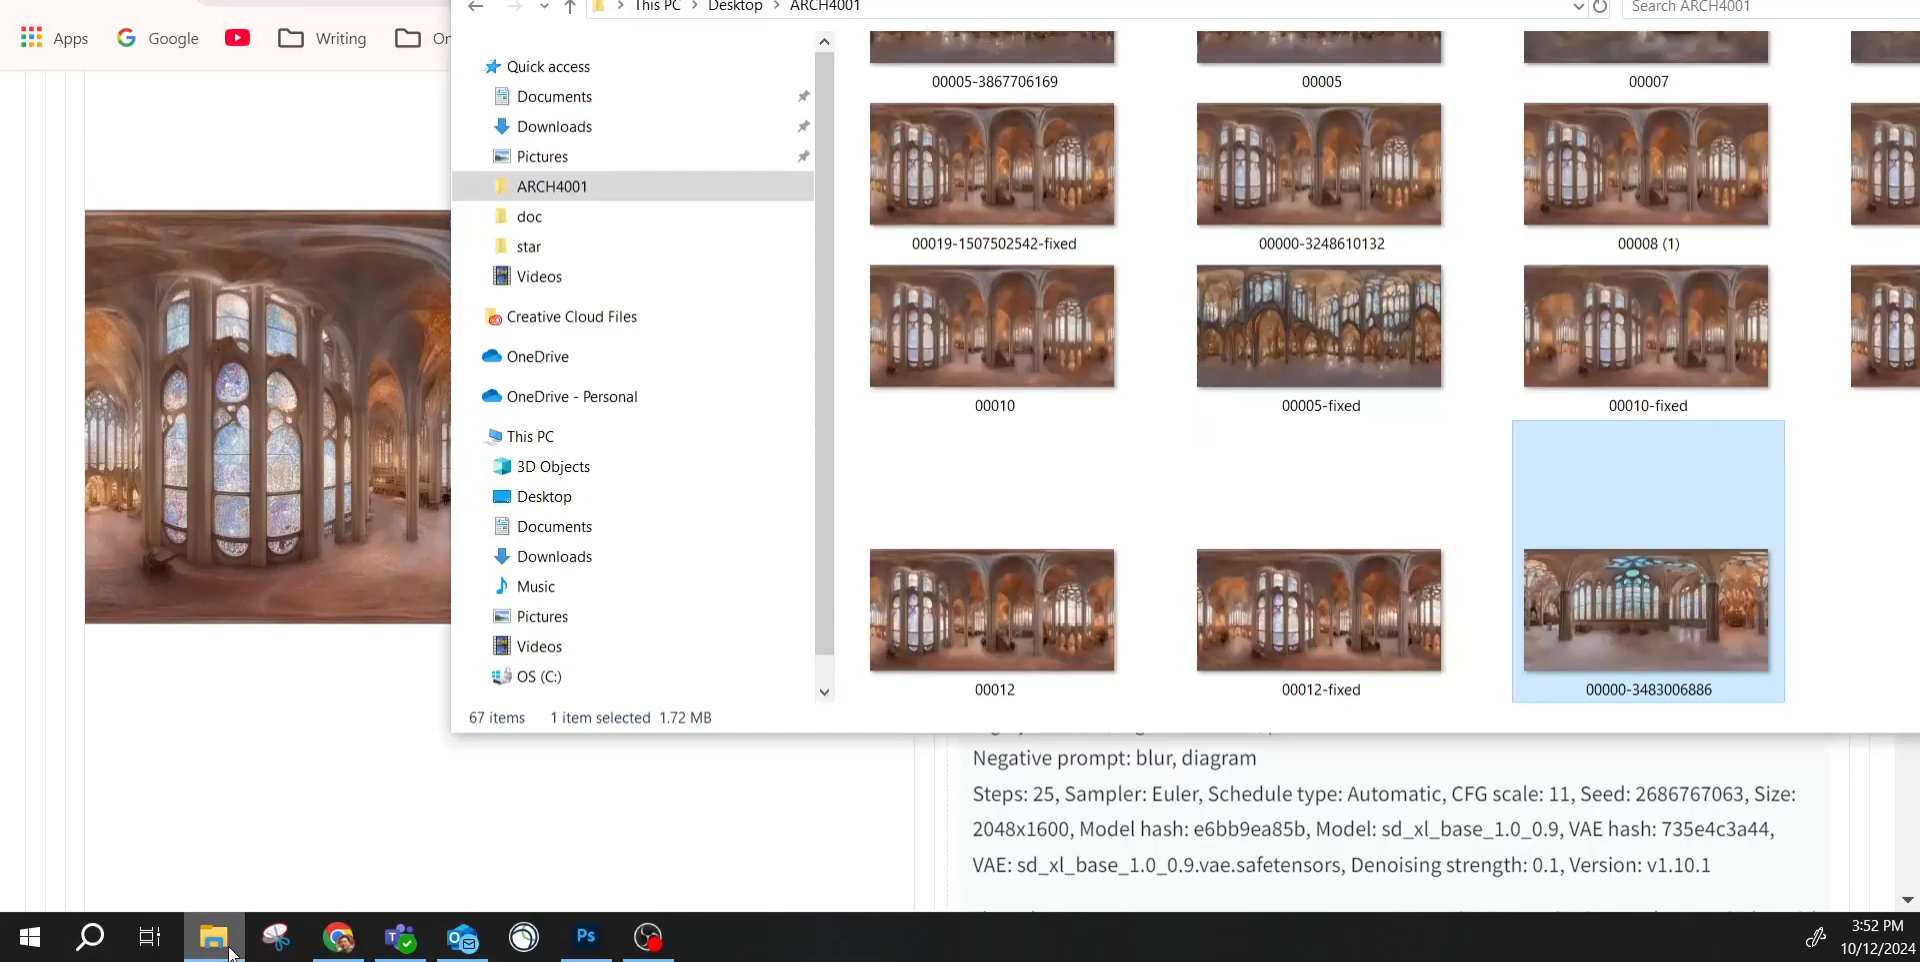 This PC > Desktop > ARCH4001
Search ARCH4001
Apps
Google
Writing
Or
Quick access
Documents
Downloads
Pictures
ARCH4001
doc
star
Videos
Creative Cloud Files
OneDrive
OneDrive - Personal
This PC
3D Objects
Desktop
Documents
Downloads
Music
Pictures
Videos
OS (C:)
67 items 1 item selected 1.72 MB
00005-3867706169
00005
00007
00019-1507502542-fixed
00000-3248610132
00008 (1)
00010
00005-fixed
00010-fixed
00012
00012-fixed
00000-3483006886
Negative prompt: blur, diagram
Steps: 25, Sampler: Euler, Schedule type: Automatic, CFG scale: 11, Seed: 2686767063, Size:
2048x1600, Model hash: e6bb9ea85b, Model: sd_xl_base_1.0_0.9, VAE hash: 735e4c3a44,
VAE: sd_xl_base_1.0_0.9.vae.safetensors, Denoising strength: 0.1, Version: v1.10.1
Ps
3:52 PM
10/12/2024